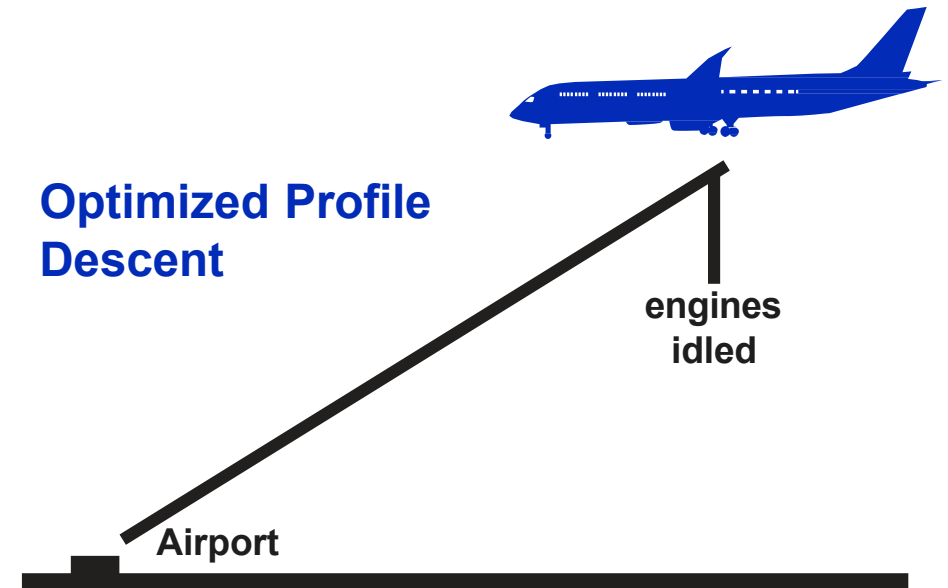 Optimized Profile
Descent
engines
idled
Airport